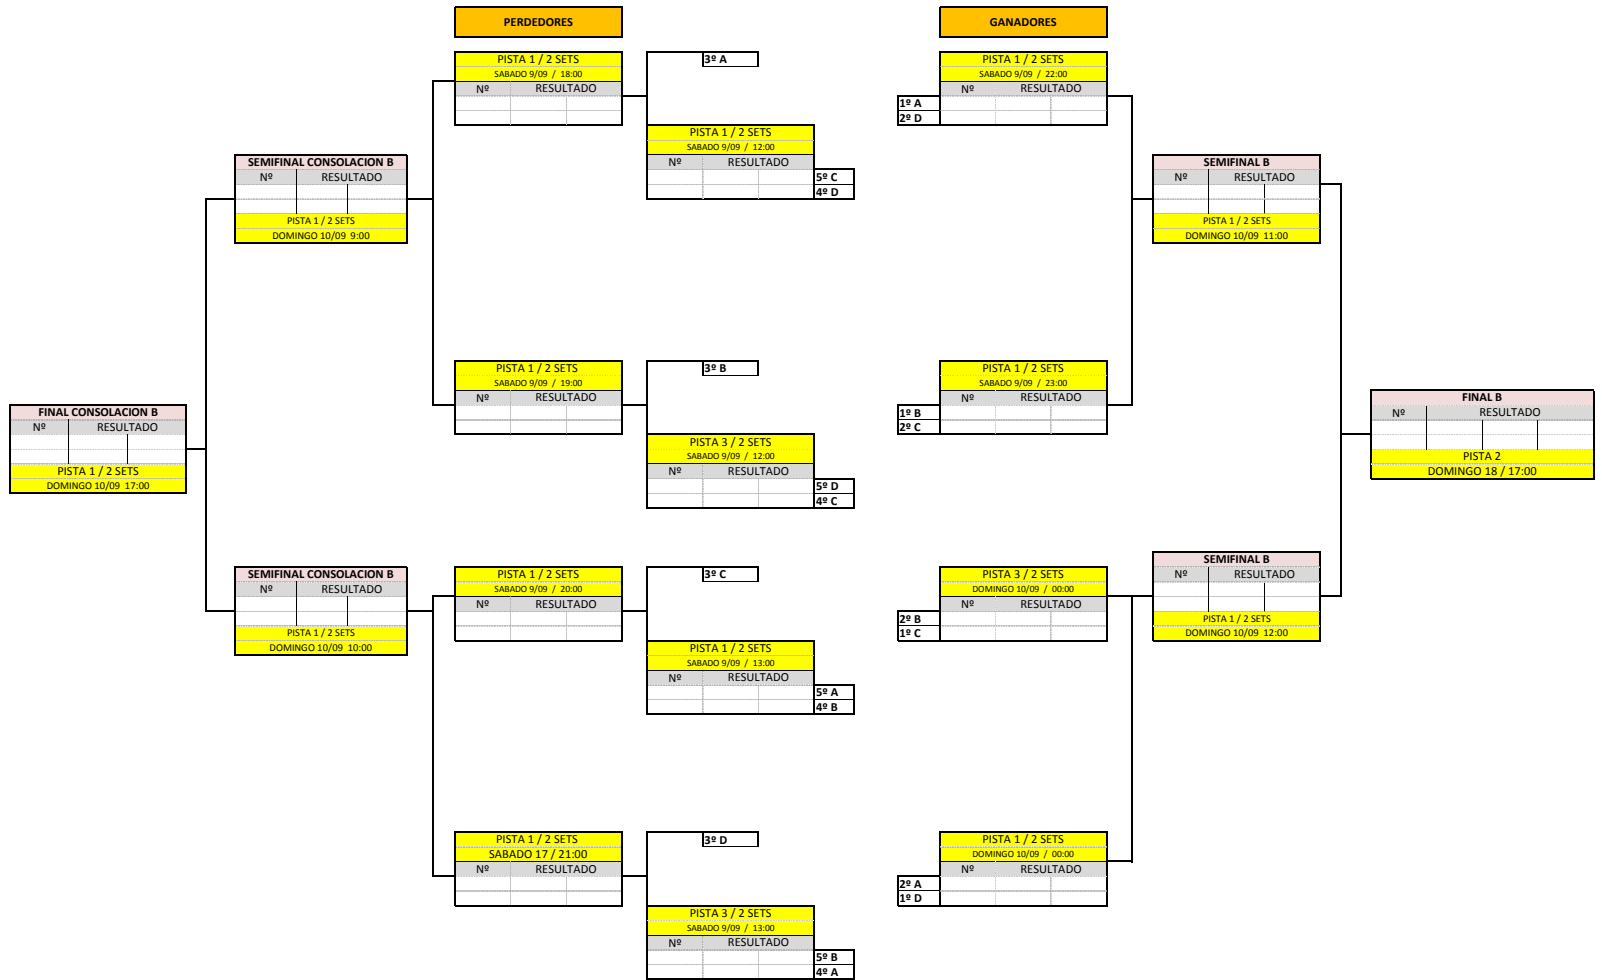 PERDEDORES
GANADORES
PISTA 1 / 2 SETS
SABADO 9/09 / 18:00
Nº RESULTADO
3º A
PISTA 1 / 2 SETS
SABADO 9/09 / 22:00
Nº RESULTADO
1º A
2º D
PISTA 1 / 2 SETS
SABADO 9/09 / 12:00
Nº RESULTADO
5º C
4º D
SEMIFINAL CONSOLACION B
Nº RESULTADO
PISTA 1 / 2 SETS
DOMINGO 10/09 9:00
SEMIFINAL B
Nº RESULTADO
PISTA 1 / 2 SETS
DOMINGO 10/09 11:00
PISTA 1 / 2 SETS
SABADO 9/09 / 19:00
Nº RESULTADO
3º B
PISTA 1 / 2 SETS
SABADO 9/09 / 23:00
Nº RESULTADO
1º B
2º C
FINAL CONSOLACION B
Nº RESULTADO
PISTA 1 / 2 SETS
DOMINGO 10/09 17:00
PISTA 3 / 2 SETS
SABADO 9/09 / 12:00
Nº RESULTADO
5º D
4º C
FINAL B
Nº RESULTADO
PISTA 2
DOMINGO 18 / 17:00
SEMIFINAL CONSOLACION B
Nº RESULTADO
PISTA 1 / 2 SETS
DOMINGO 10/09 10:00
PISTA 1 / 2 SETS
SABADO 9/09 / 20:00
Nº RESULTADO
3º C
PISTA 3 / 2 SETS
DOMINGO 10/09 / 00:00
Nº RESULTADO
2º B
1º C
SEMIFINAL B
Nº RESULTADO
PISTA 1 / 2 SETS
DOMINGO 10/09 12:00
PISTA 1 / 2 SETS
SABADO 9/09 / 13:00
Nº RESULTADO
5º A
4º B
PISTA 1 / 2 SETS
SABADO 17 / 21:00
Nº RESULTADO
3º D
PISTA 1 / 2 SETS
DOMINGO 10/09 / 00:00
Nº RESULTADO
2º A
1º D
PISTA 3 / 2 SETS
SABADO 9/09 / 13:00
Nº RESULTADO
5º B
4º A